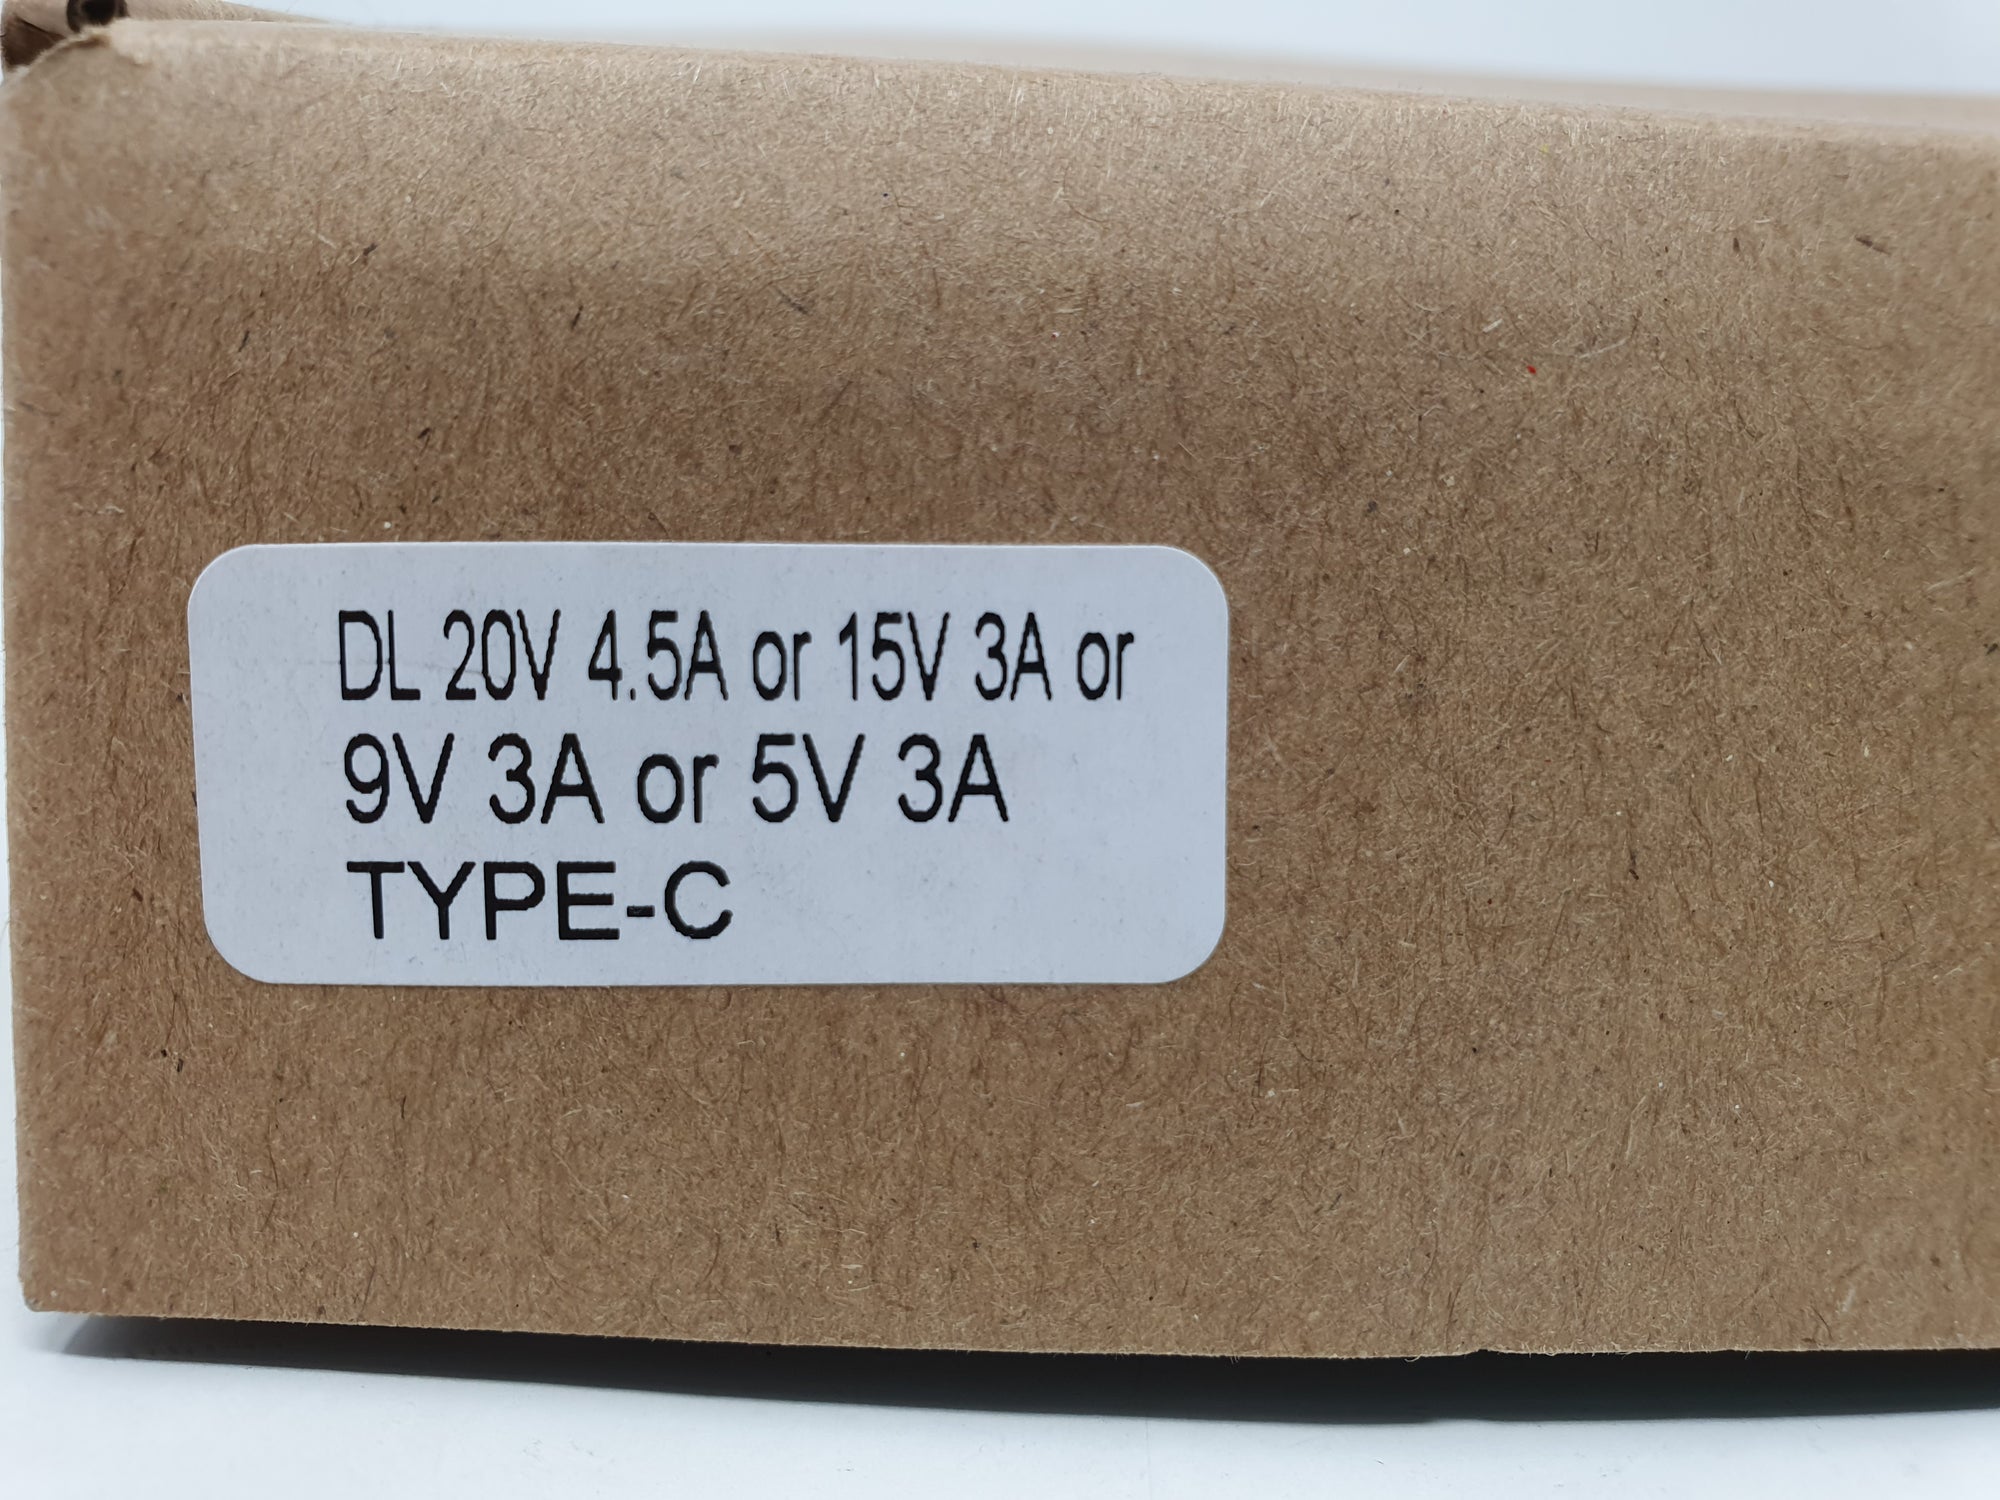 DL 20V 4.5A or 15V 3A or
9V 3A or 5V 3A
TYPE-C